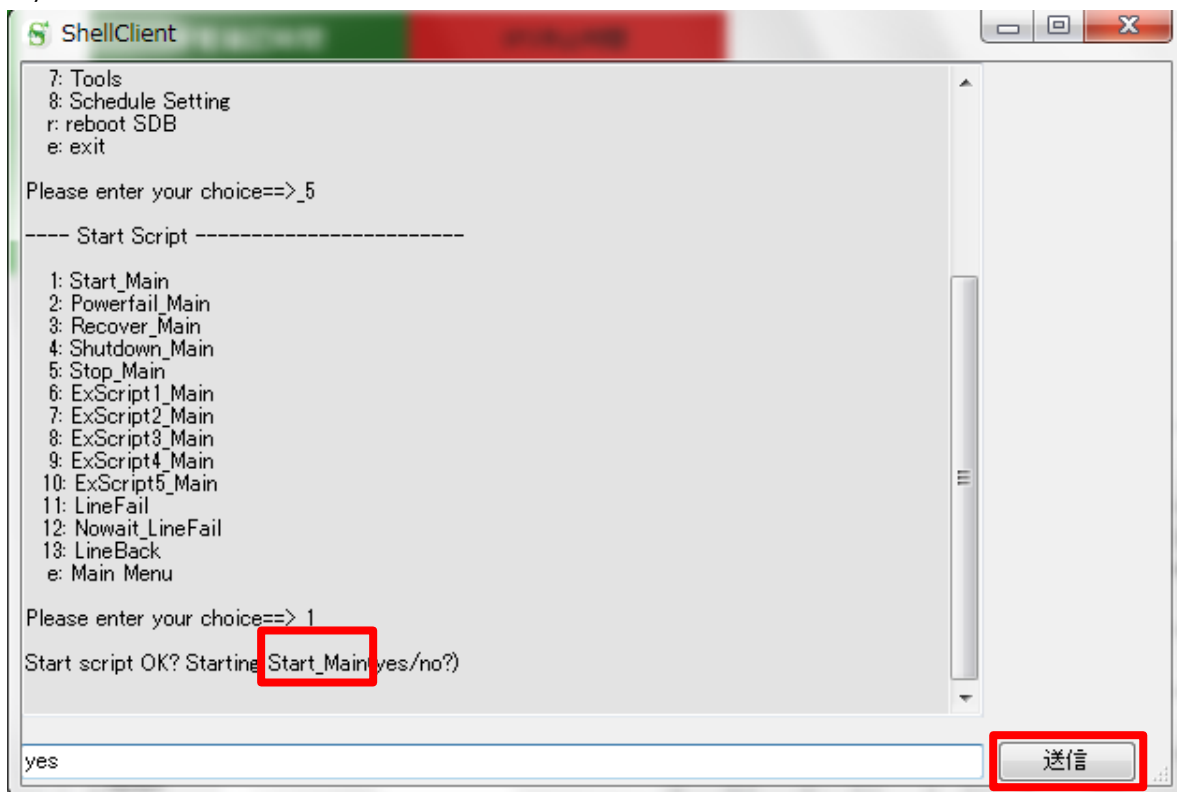 ShellClient
7: Tools
8: Schedule Setting
r: reboot SDB
e: exit
Please enter your choice==>_5
---- Start Script ------------------------
1: Start_Main
2: Powerfail_Main
3: Recover_Main
4: Shutdown_Main
5: Stop_Main
6: ExScript1_Main
7: ExScript2_Main
8: ExScript3_Main
9: ExScript4_Main
10: ExScript5_Main
11: LineFail
12: Nowait_LineFail
13: LineBack
e: Main Menu
Please enter your choice==> 1
Start script OK? Starting Start_Main(yes/no?)
yes
送信